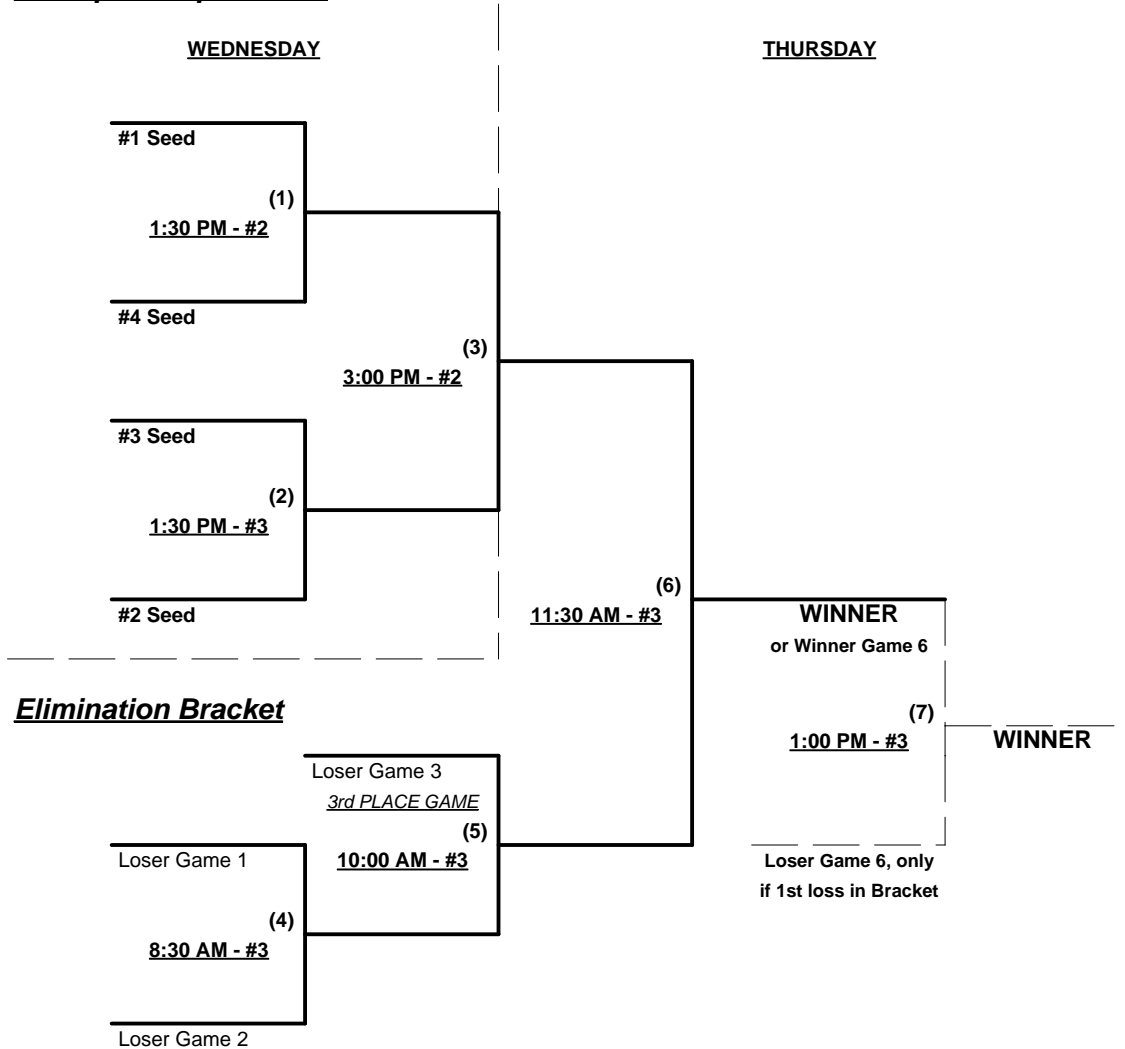 WEDNESDAY
THURSDAY
#1 Seed
(1)
1:30 PM - #2
#4 Seed
(3)
3:00 PM - #2
#3 Seed
(2)
1:30 PM - #3
#2 Seed
(6)
11:30 AM - #3
WINNER
or Winner Game 6
(7)
1:00 PM - #3
WINNER
Loser Game 6, only
if 1st loss in Bracket
Elimination Bracket
Loser Game 3
3rd PLACE GAME
(5)
10:00 AM - #3
Loser Game 1
(4)
8:30 AM - #3
Loser Game 2